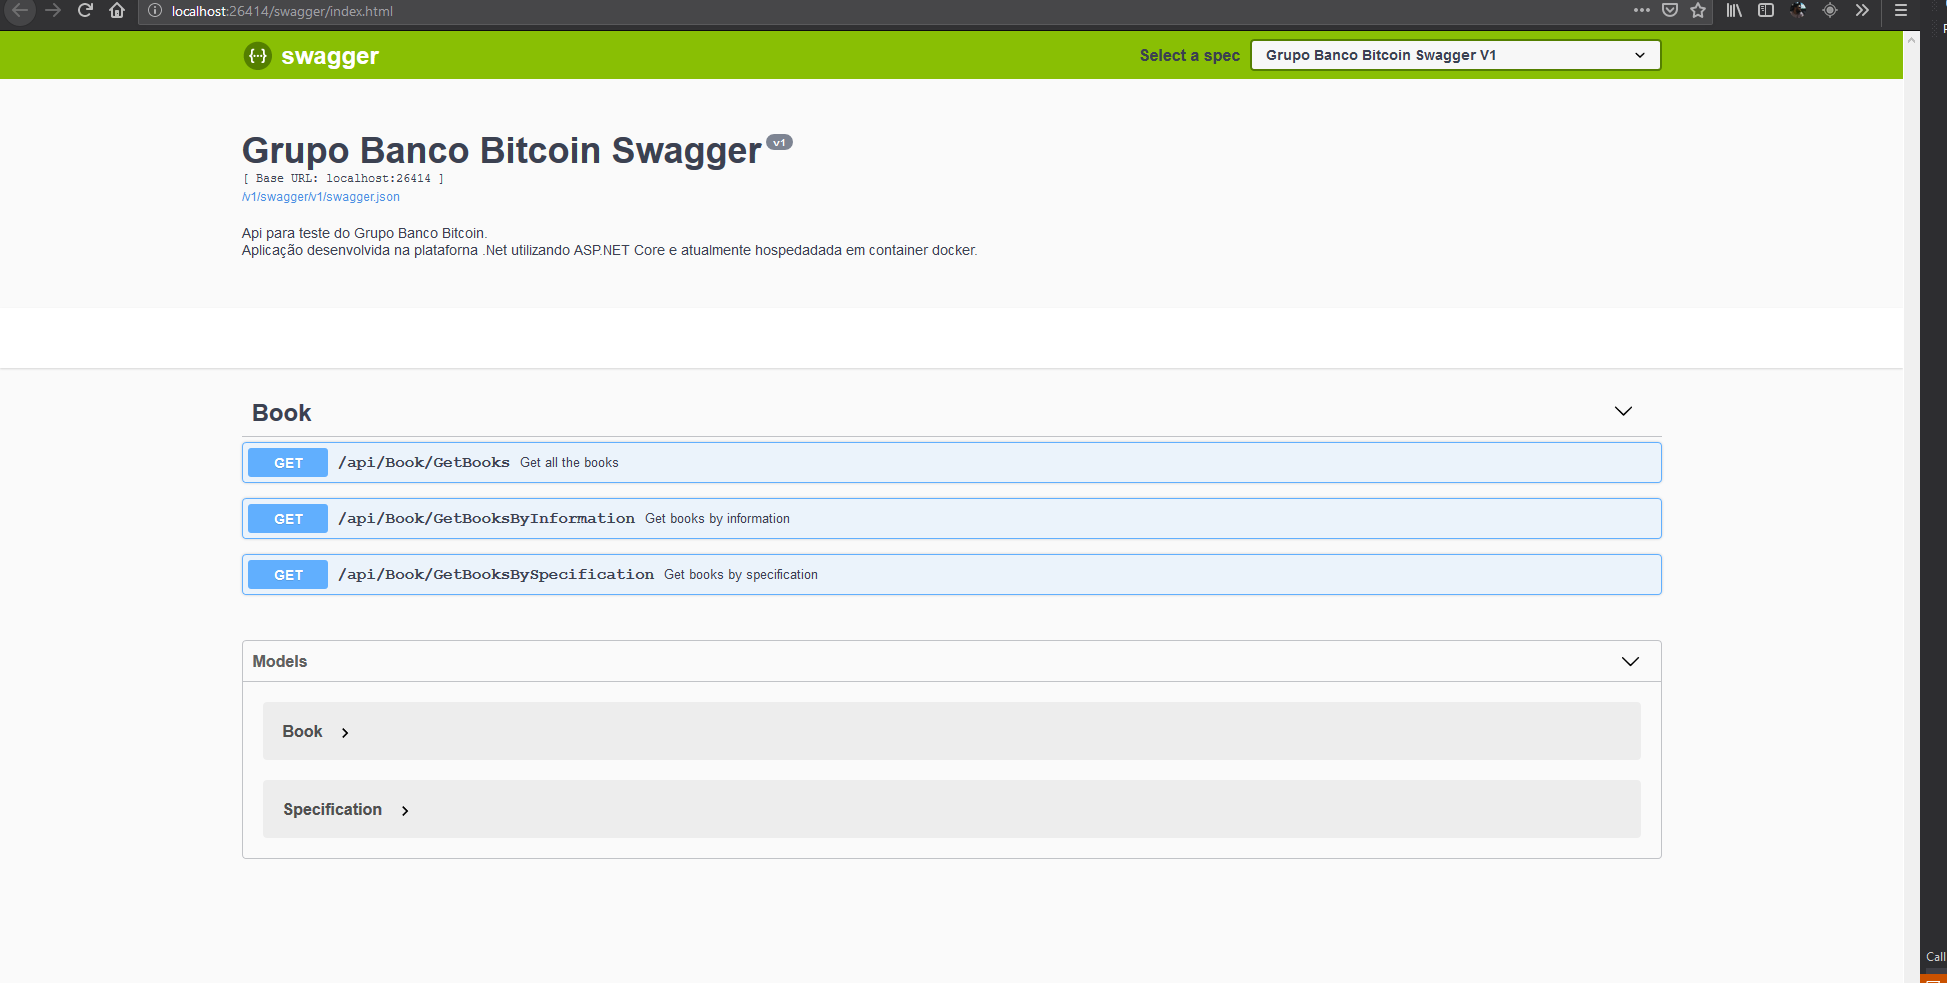 localhost:26414/swagger/index.html
swagger
Select a spec
Grupo Banco Bitcoin Swagger V1
Grupo Banco Bitcoin Swagger v1
[ Base URL: localhost:26414 ]
/v1/swagger/v1/swagger.json
Api para teste do Grupo Banco Bitcoin.
Aplicação desenvolvida na plataforna .Net utilizando ASP.NET Core e atualmente hospedadada em container docker.
Book
GET /api/Book/GetBooks Get all the books
GET /api/Book/GetBooksByInformation Get books by information
GET /api/Book/GetBooksBySpecification Get books by specification
Models
Book
Specification
Call